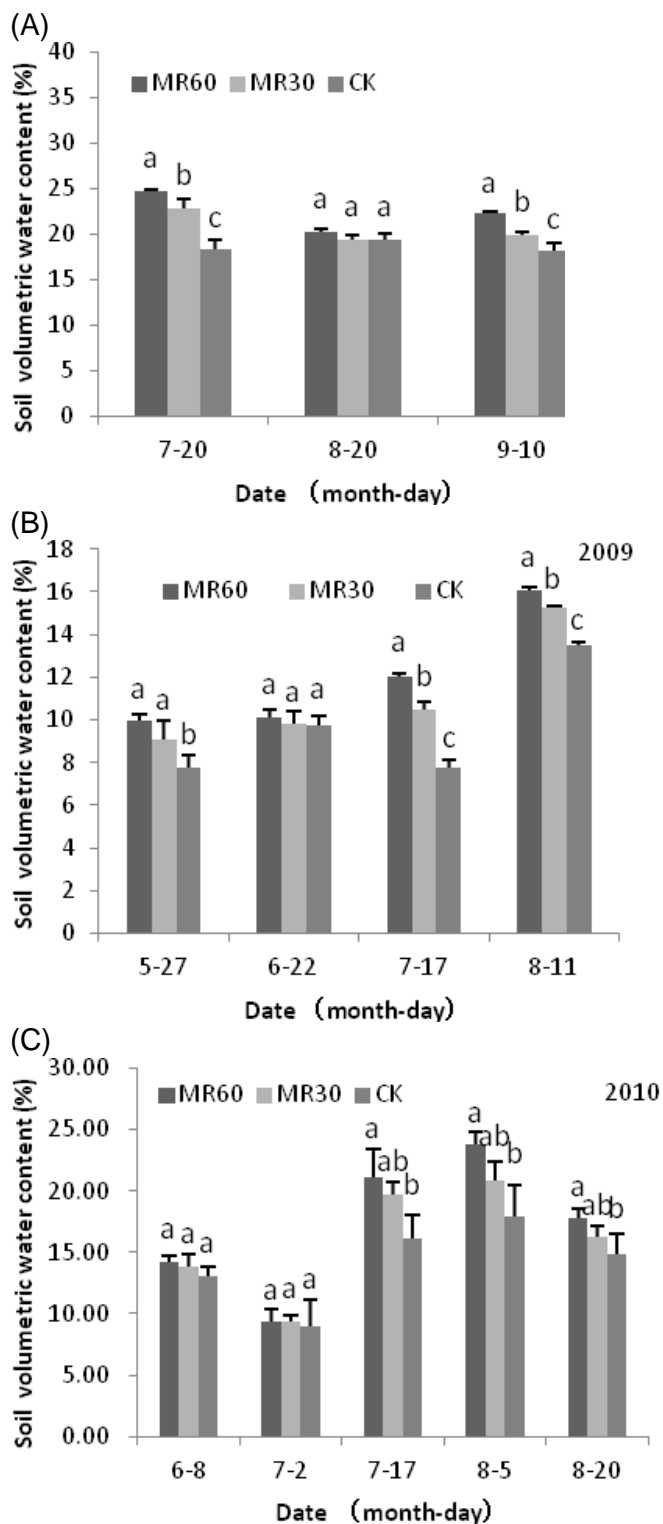 (A)
Soil volumetric water content (%)
40
35
30
25
20
15
10
5
0
MR60 MR30 CK
a b c
a a a
a b c
7-20 8-20 9-10
Date （month-day）
(B)
Soil volumetric water content (%)
18
16
14
12
10
8
6
4
2
0
2009
MR60 MR30 CK
a a b
a a a
a b c
a b c
5-27 6-22 7-17 8-11
Date （month-day）
(C)
Soil volumetric water content (%)
30.00
25.00
20.00
15.00
10.00
5.00
0.00
MR60 MR30 CK
2010
a a a
a a a
a ab b
a ab b
a ab b
6-8 7-2 7-17 8-5 8-20
Date （month-day）